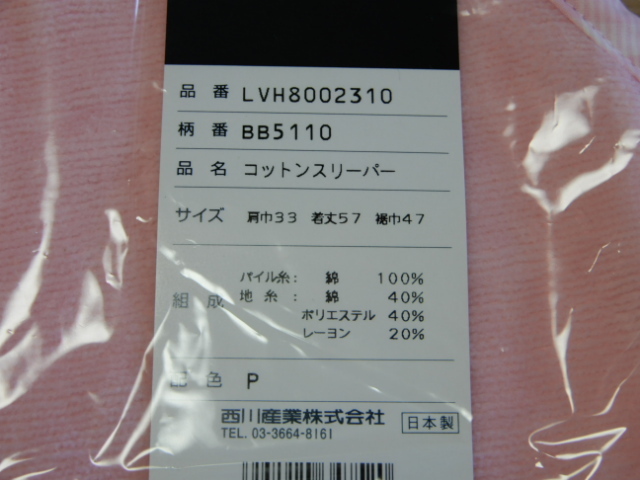 品番 LVH8002310
柄番 BB5110
品名 コットンスリーパー
サイズ 肩巾33 着丈57 裾巾47
組成 パイル糸: 綿 100%
地糸: 綿 40%
ポリエステル 40%
レーヨン 20%
配色 P
西川産業株式会社 日本製
TEL. 03-3664-8161